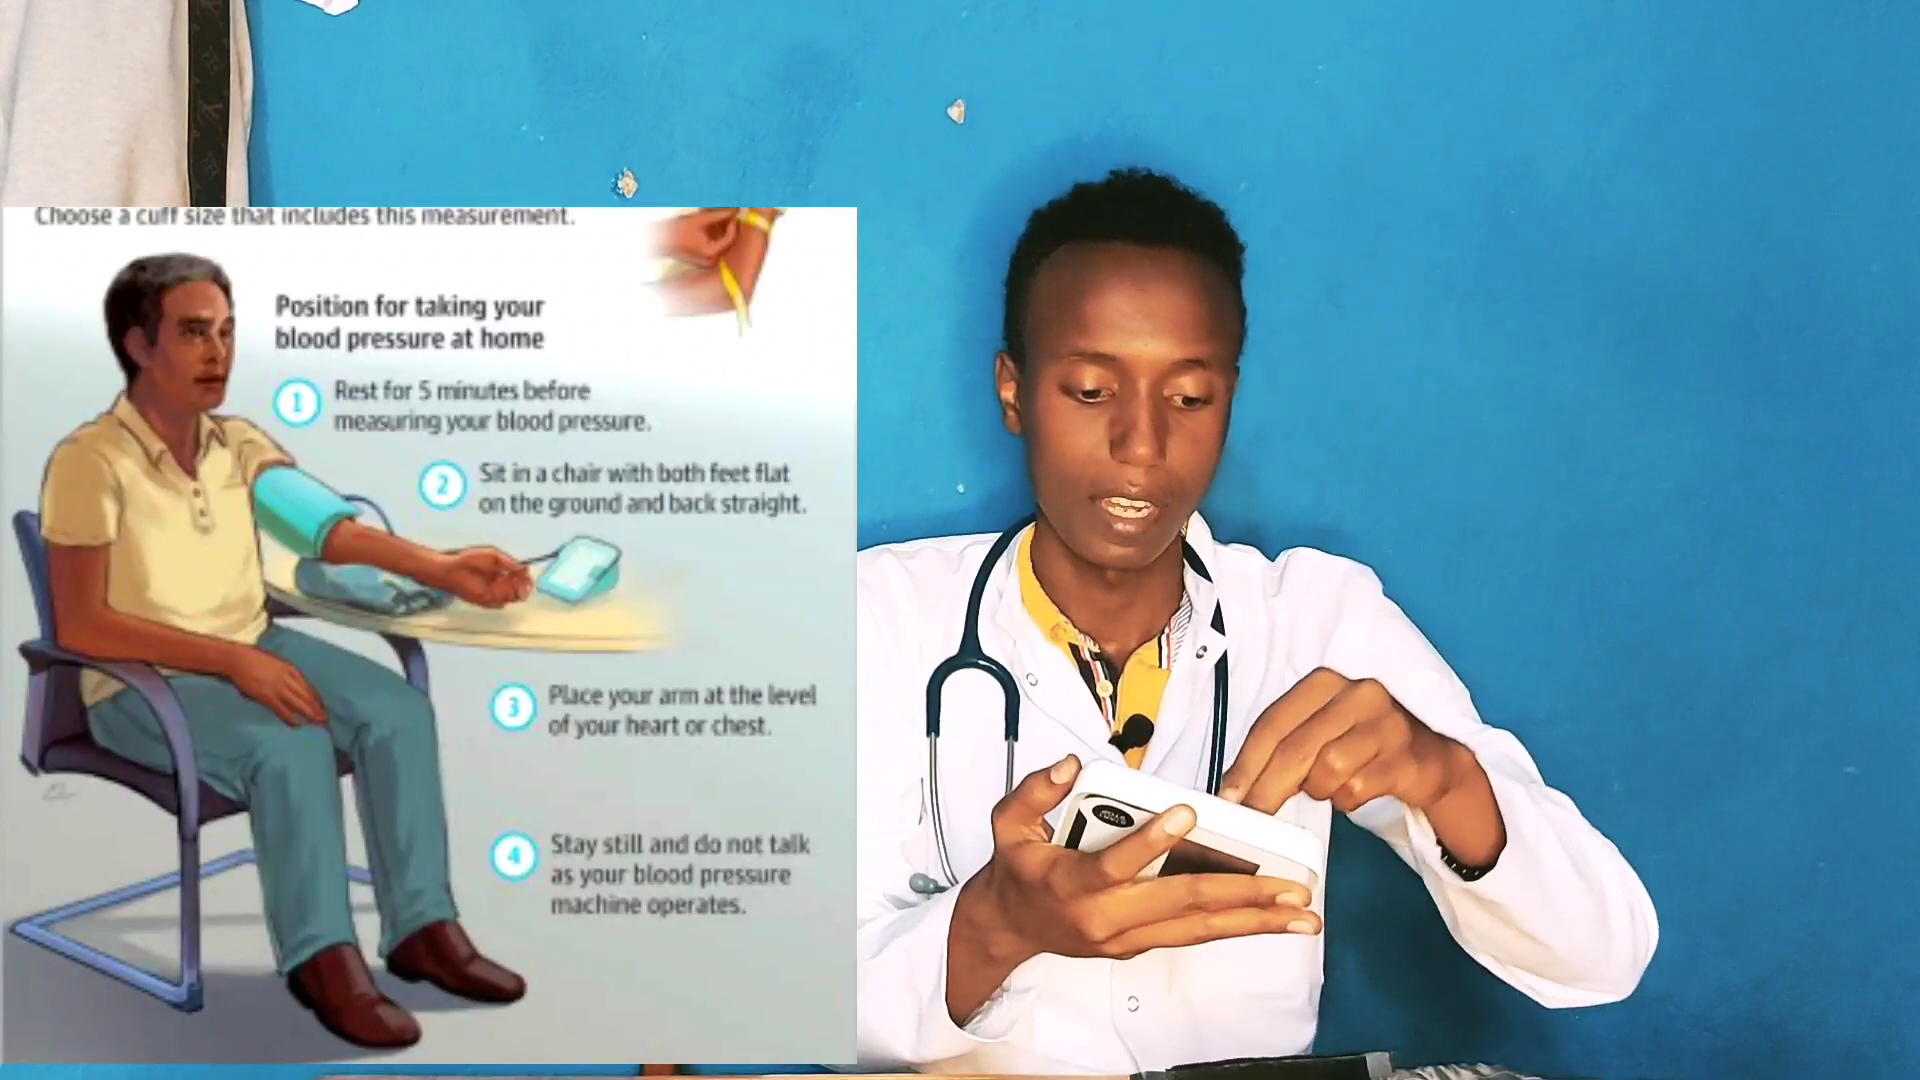 Choose a cuff size that includes this measurement.
Position for taking your
blood pressure at home
1
Rest for 5 minutes before
measuring your blood pressure.
2
Sit in a chair with both feet flat
on the ground and back straight.
3
Place your arm at the level
of your heart or chest.
4
Stay still and do not talk
as your blood pressure
machine operates.